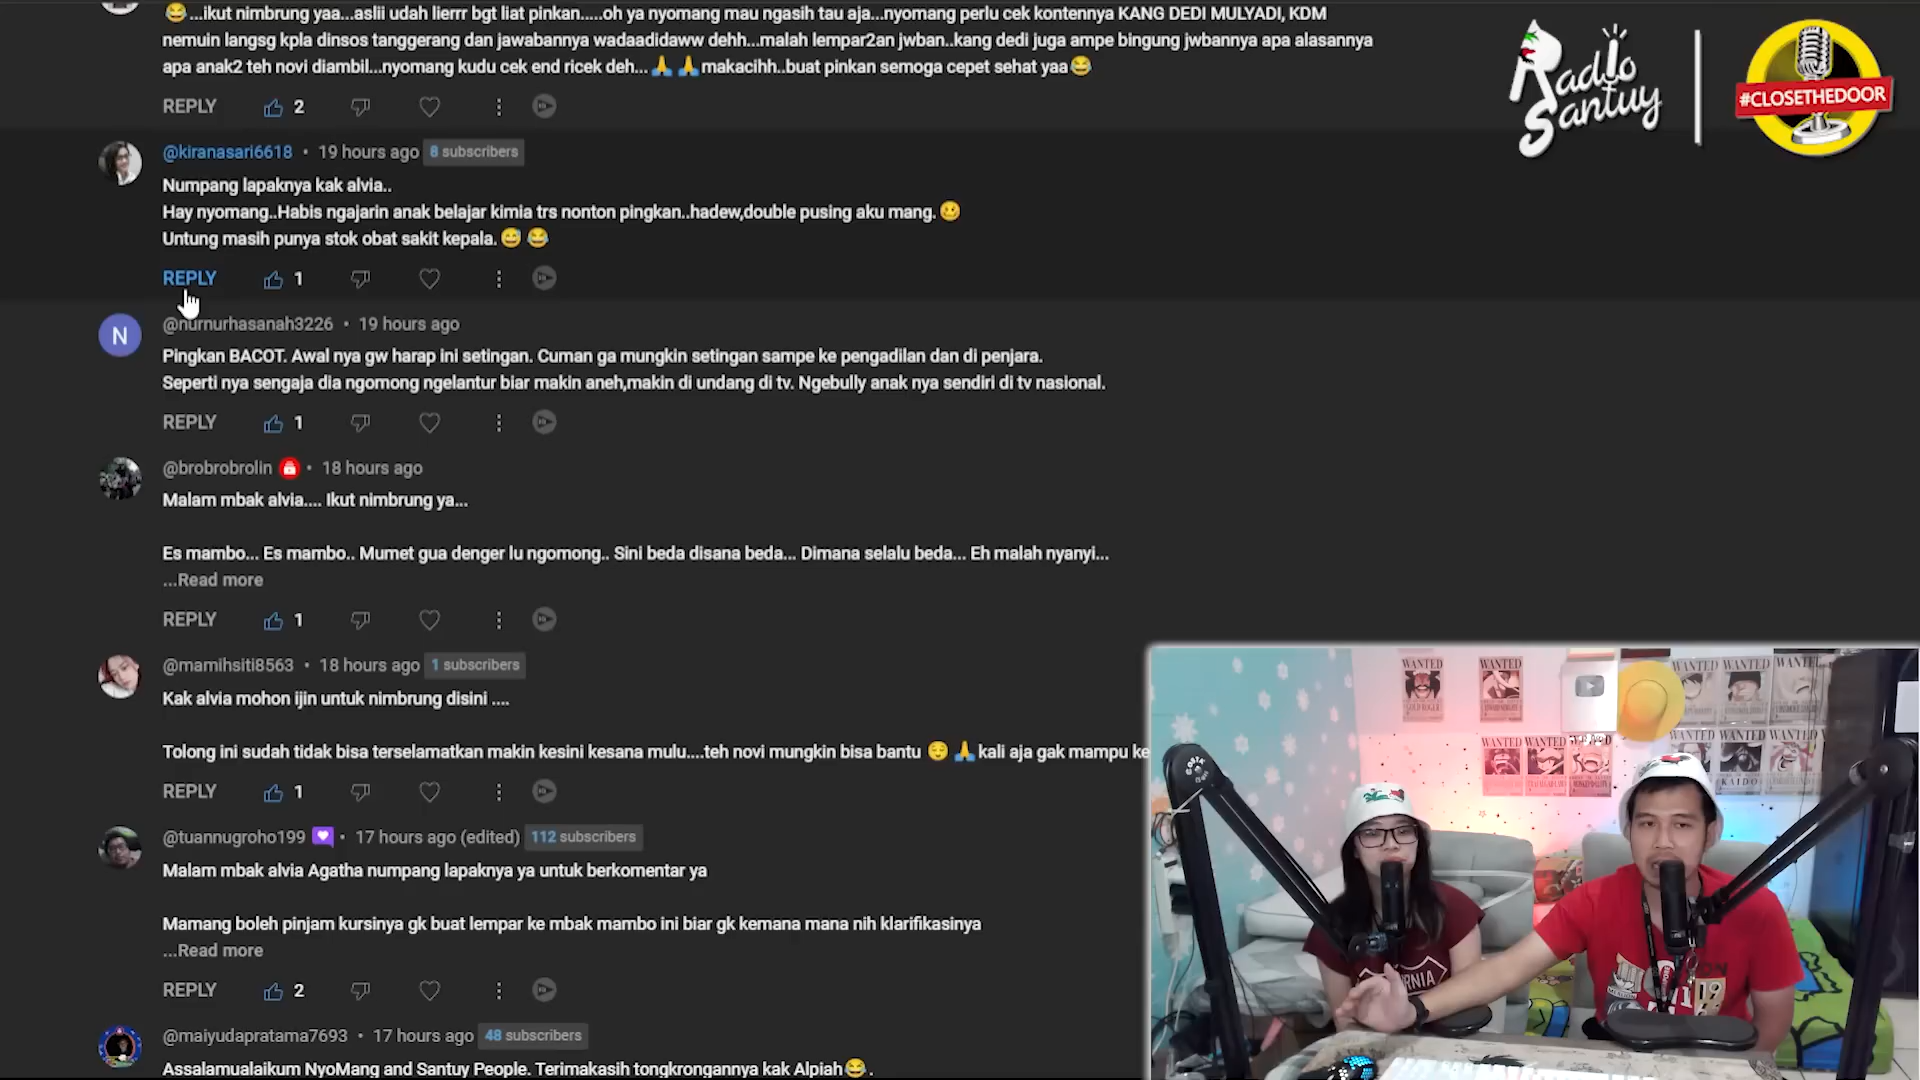 😂...ikut nimbrung yaa...aslii udah lierrr bgt liat pinkan.....oh ya nyomang mau ngasih tau aja...nyomang perlu cek kontennya KANG DEDI MULYADI, KDM
nemuin langsg kpla dinsos tanggerang dan jawabannya wadaadidaww dehh...malah lempar2an jwban..kang dedi juga ampe bingung jwbannya apa alasannya
apa anak2 teh novi diambil...nyomang kudu cek end ricek deh...🙏 🙏makacihh..buat pinkan semoga cepet sehat yaa😂
REPLY 2
Radio Santuy
#CLOSETHEDOOR
@kiranasari6618 • 19 hours ago 8 subscribers
Numpang lapaknya kak alvia..
Hay nyomang..Habis ngajarin anak belajar kimia trs nonton pingkan..hadew,double pusing aku mang. 🥴
Untung masih punya stok obat sakit kepala. 😅 😂
REPLY 1
N
@nurnurhasanah3226 • 19 hours ago
Pingkan BACOT. Awal nya gw harap ini setingan. Cuman ga mungkin setingan sampe ke pengadilan dan di penjara.
Seperti nya sengaja dia ngomong ngelantur biar makin aneh,makin di undang di tv. Ngebully anak nya sendiri di tv nasional.
REPLY 1
@brobrobrolin • 18 hours ago
Malam mbak alvia.... Ikut nimbrung ya...
Es mambo... Es mambo.. Mumet gua denger lu ngomong.. Sini beda disana beda... Dimana selalu beda... Eh malah nyanyi...
...Read more
REPLY 1
@mamihsiti8563 • 18 hours ago 1 subscribers
Kak alvia mohon ijin untuk nimbrung disini ....
Tolong ini sudah tidak bisa terselamatkan makin kesini kesana mulu....teh novi mungkin bisa bantu 😌 🙏 kali aja gak mampu ke
REPLY 1
@tuannugroho199 • 17 hours ago (edited) 112 subscribers
Malam mbak alvia Agatha numpang lapaknya ya untuk berkomentar ya
Mamang boleh pinjam kursinya gk buat lempar ke mbak mambo ini biar gk kemana mana nih klarifikasinya
...Read more
REPLY 2
@maiyudapratama7693 • 17 hours ago 48 subscribers
Assalamualaikum NyoMang and Santuy People. Terimakasih tongkrongannya kak Alpiah😂.
WANTED
WANTED
WANTED
WANTED
WANTED
WANTED
WANTED
KAIDO